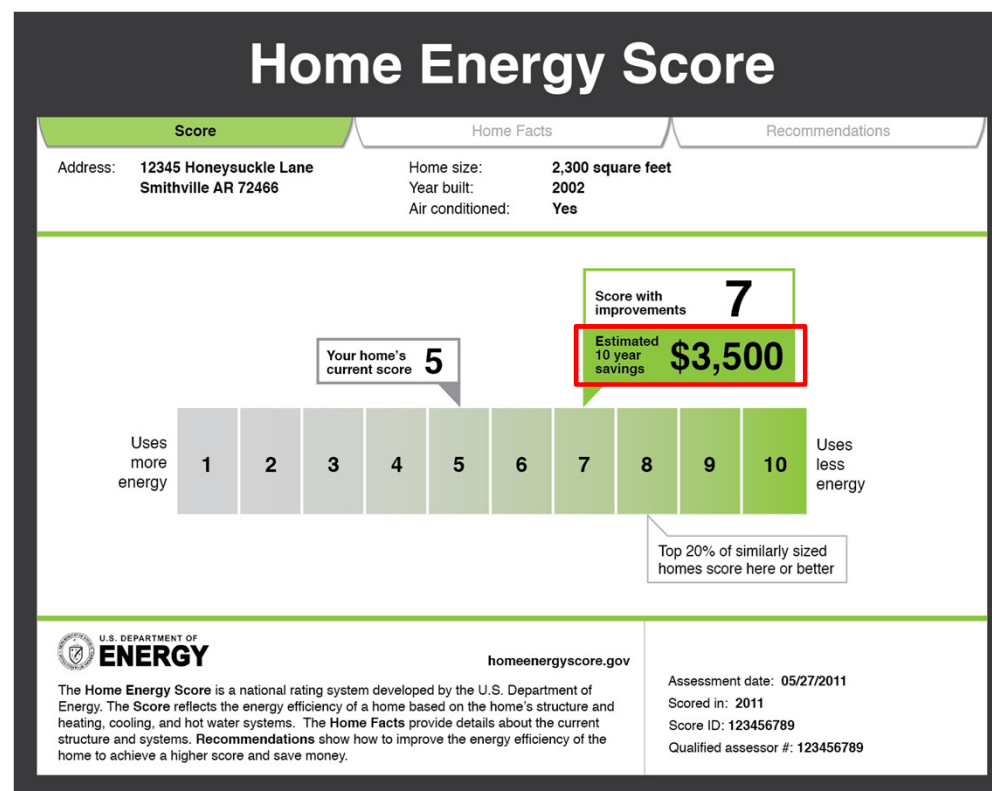 Home Energy Score
Score
Home Facts
Recommendations
Address: 12345 Honeysuckle Lane
Smithville AR 72466
Home size: 2,300 square feet
Year built: 2002
Air conditioned: Yes
Score with
improvements
7
Estimated
10 year
savings
$3,500
Your home's
current score
5
Uses
more
energy
1 2 3 4 5 6 7 8 9 10
Uses
less
energy
Top 20% of similarly sized
homes score here or better
U.S. DEPARTMENT OF
ENERGY
homeenergyscore.gov
The Home Energy Score is a national rating system developed by the U.S. Department of
Energy. The Score reflects the energy efficiency of a home based on the home's structure and
heating, cooling, and hot water systems. The Home Facts provide details about the current
structure and systems. Recommendations show how to improve the energy efficiency of the
home to achieve a higher score and save money.
Assessment date: 05/27/2011
Scored in: 2011
Score ID: 123456789
Qualified assessor #: 123456789